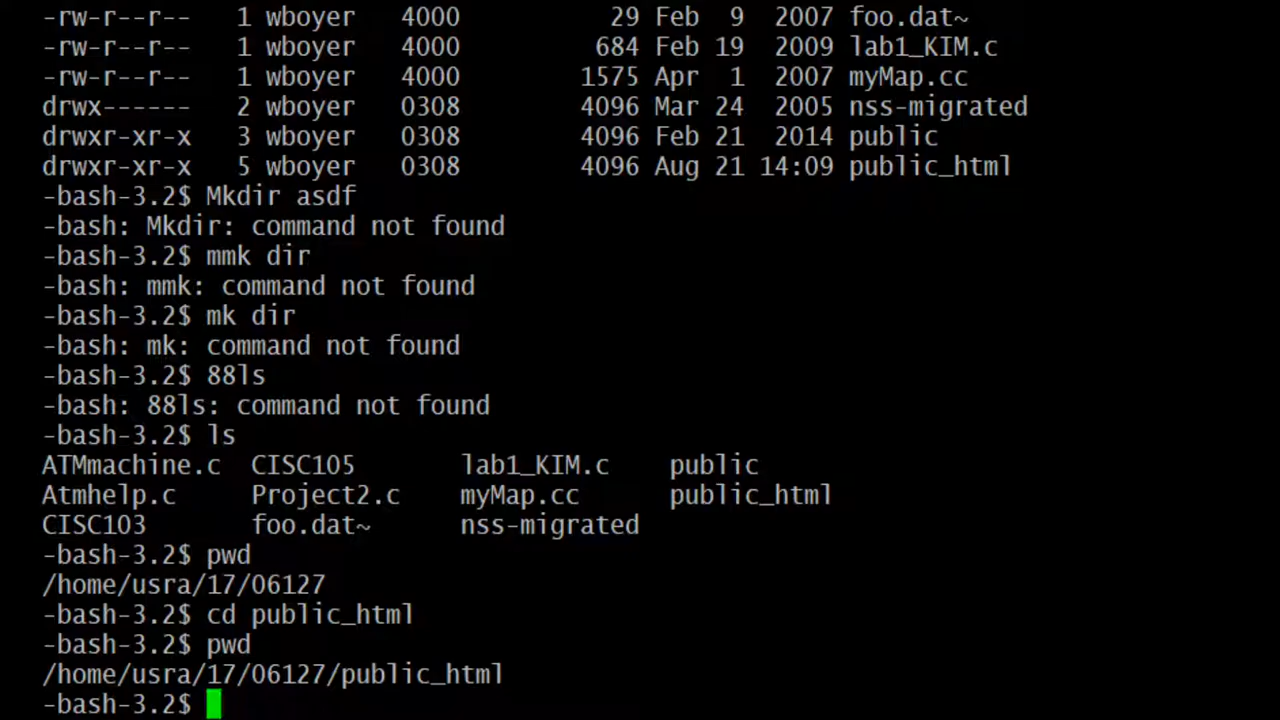 -rw-r--r-- 1 wboyer 4000 29 Feb 9 2007 foo.dat~
-rw-r--r-- 1 wboyer 4000 684 Feb 19 2009 lab1_KIM.c
-rw-r--r-- 1 wboyer 4000 1575 Apr 1 2007 myMap.cc
drwx------ 2 wboyer 0308 4096 Mar 24 2005 nss-migrated
drwxr-xr-x 3 wboyer 0308 4096 Feb 21 2014 public
drwxr-xr-x 5 wboyer 0308 4096 Aug 21 14:09 public_html
-bash-3.2$ Mkdir asdf
-bash: Mkdir: command not found
-bash-3.2$ mmk dir
-bash: mmk: command not found
-bash-3.2$ mk dir
-bash: mk: command not found
-bash-3.2$ 88ls
-bash: 88ls: command not found
-bash-3.2$ ls
ATMmachine.c CISC105 lab1_KIM.c public
Atmhelp.c Project2.c myMap.cc public_html
CISC103 foo.dat~ nss-migrated
-bash-3.2$ pwd
/home/usra/17/06127
-bash-3.2$ cd public_html
-bash-3.2$ pwd
/home/usra/17/06127/public_html
-bash-3.2$